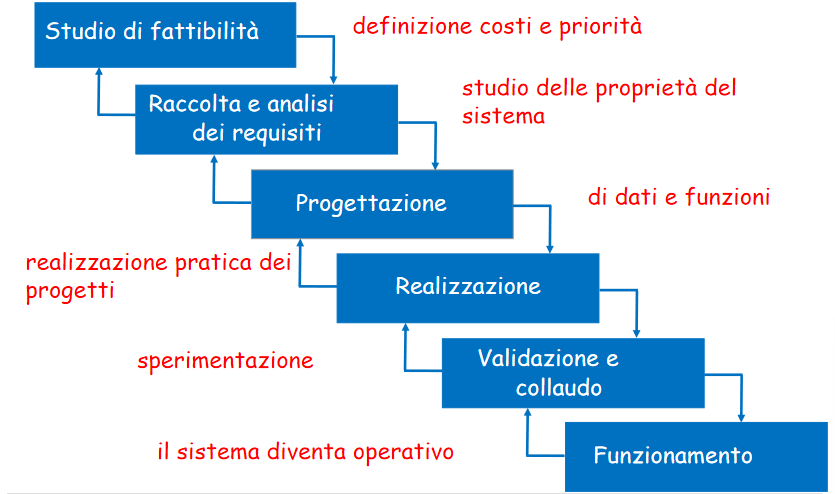 Studio di fattibilità
definizione costi e priorità
Raccolta e analisi
dei requisiti
studio delle proprietà del
sistema
Progettazione
di dati e funzioni
realizzazione pratica dei
progetti
Realizzazione
sperimentazione
Validazione e
collaudo
il sistema diventa operativo
Funzionamento